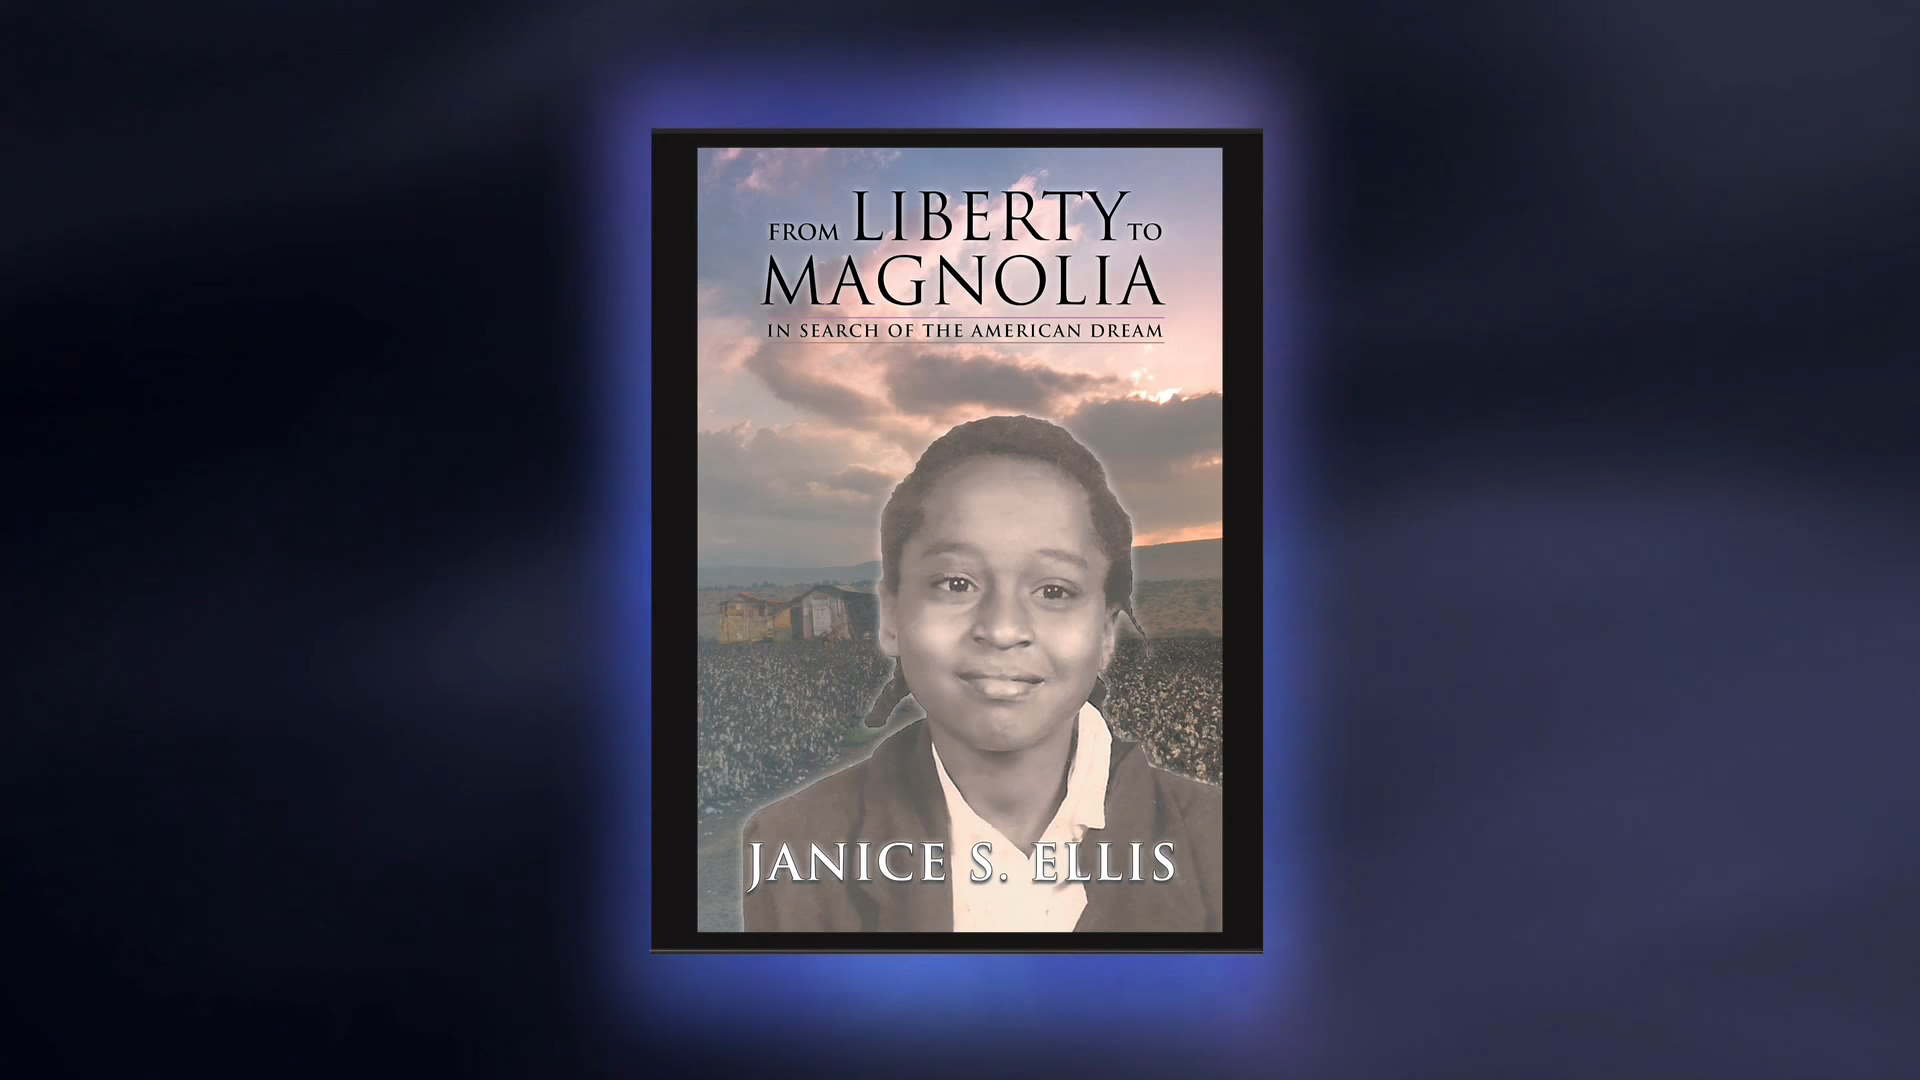 FROM LIBERTY TO
MAGNOLIA
IN SEARCH OF THE AMERICAN DREAM
JANICE S. ELLIS